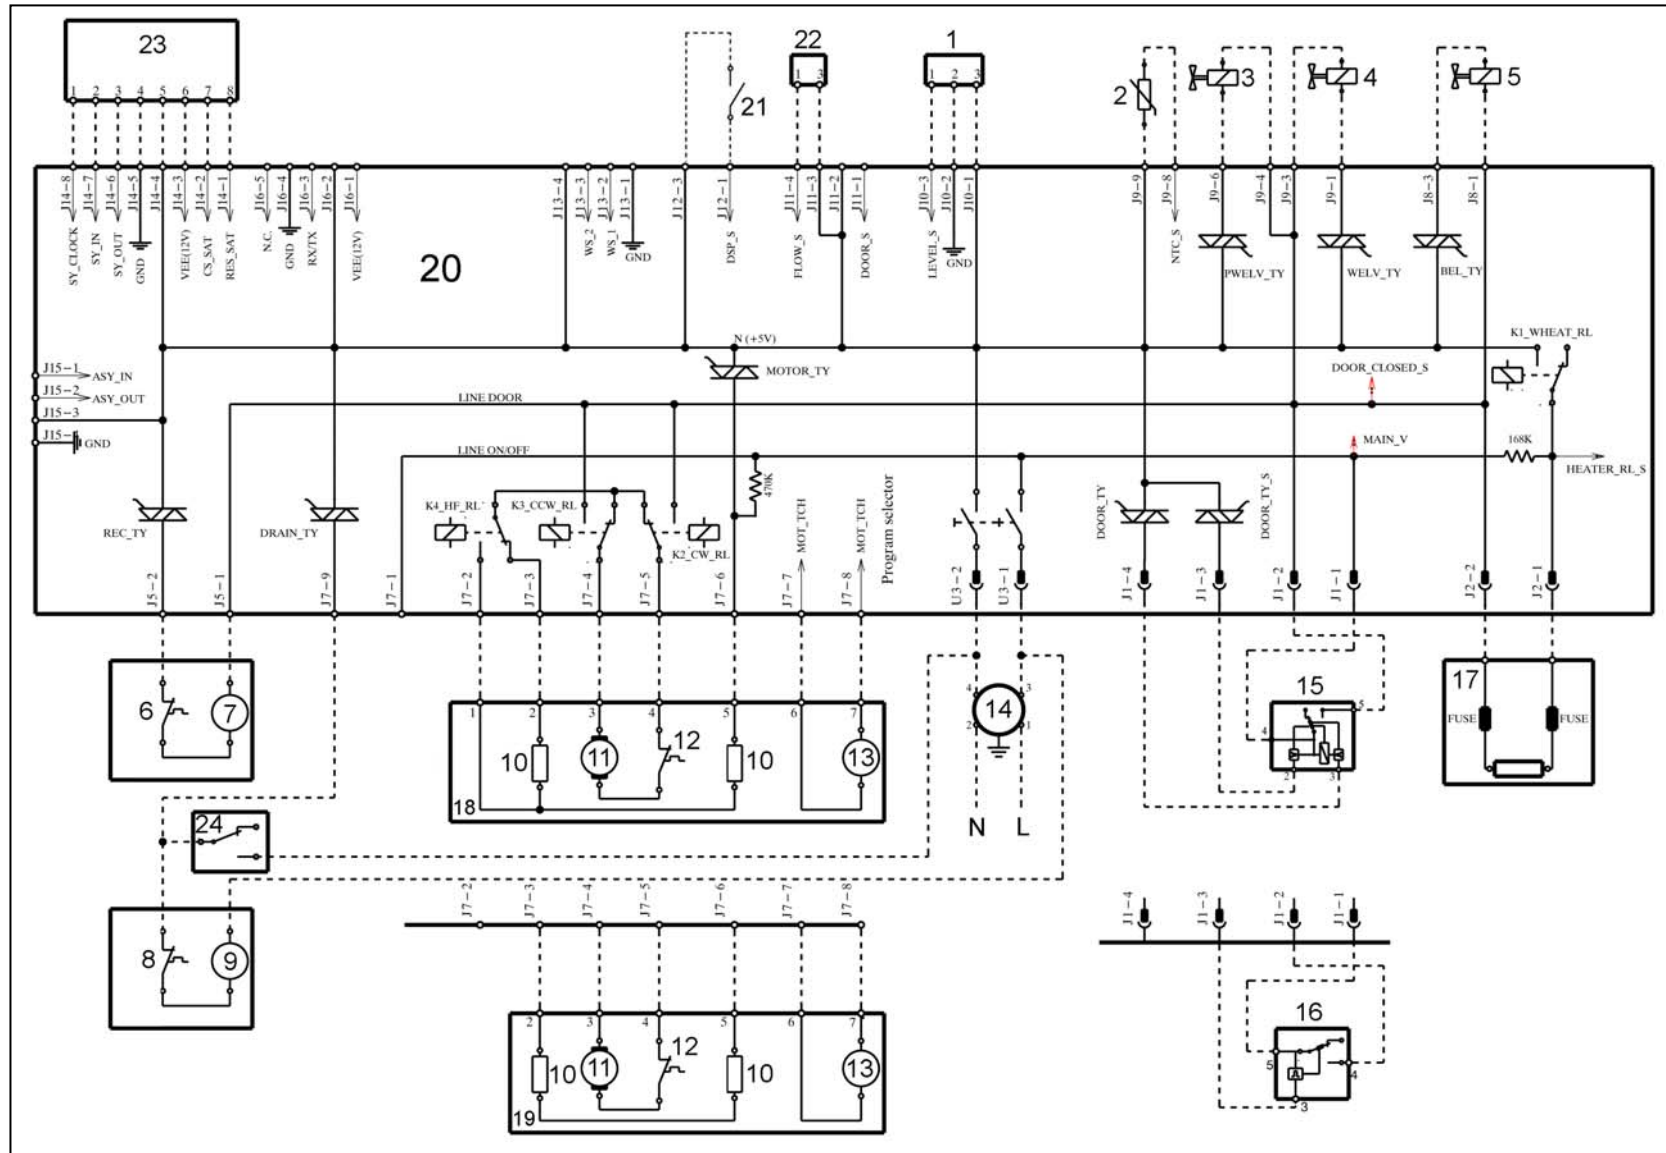 23
22
1
1 2 3 4 5 6 7 8
1 3
1 2 3
21
2
3
4
5
J14-8
J14-7
J14-6
J14-5
J14-4
J14-3
J14-2
J14-1
J16-5
J16-4
J16-3
J16-2
J16-1
J13-4
J13-3
J13-2
J13-1
J12-3
J12-1
J11-4
J11-3
J11-2
J11-1
J10-3
J10-2
J10-1
J9-9
J9-8
J9-6
J9-4
J9-3
J9-1
J8-3
J8-1
SY_CLOCK
SY_IN
SY_OUT
GND
VEE(12V)
CS_SAT
RES_SAT
N.C.
GND
RX/TX
VEE(12V)
WS_2
WS_1
GND
DSP_S
FLOW_S
DOOR_S
LEVEL_S
GND
NTC_S
PWELV_TY
WELV_TY
BEL_TY
20
N (+5V)
K1_WHEAT_RL
J15-1
ASY_IN
J15-2
ASY_OUT
J15-3
J15-
GND
MOTOR_TY
DOOR_CLOSED_S
LINE DOOR
LINE ON/OFF
MAIN_V
168K
HEATER_RL_S
470K
REC_TY
DRAIN_TY
K4_HF_RL
K3_CCW_RL
K2_CW_RL
MOT_TCH
MOT_TCH
Program selector
DOOR_TY
DOOR_TY_S
J5-2
J5-1
J7-9
J7-1
J7-2
J7-3
J7-4
J7-5
J7-6
J7-7
J7-8
U3-2
U3-1
J1-4
J1-3
J1-2
J1-1
J2-2
J2-1
6
7
1 2 3 4 5 6 7
10
11
12
10
13
18
4 3
14
2 1
N L
15
5
4
2 3
17
FUSE
FUSE
24
8
9
J7-2
J7-3
J7-4
J7-5
J7-6
J7-7
J7-8
2 3 4 5 6 7
10
11
12
10
13
19
J1-4
J1-3
J1-2
J1-1
16
5
A
4
3